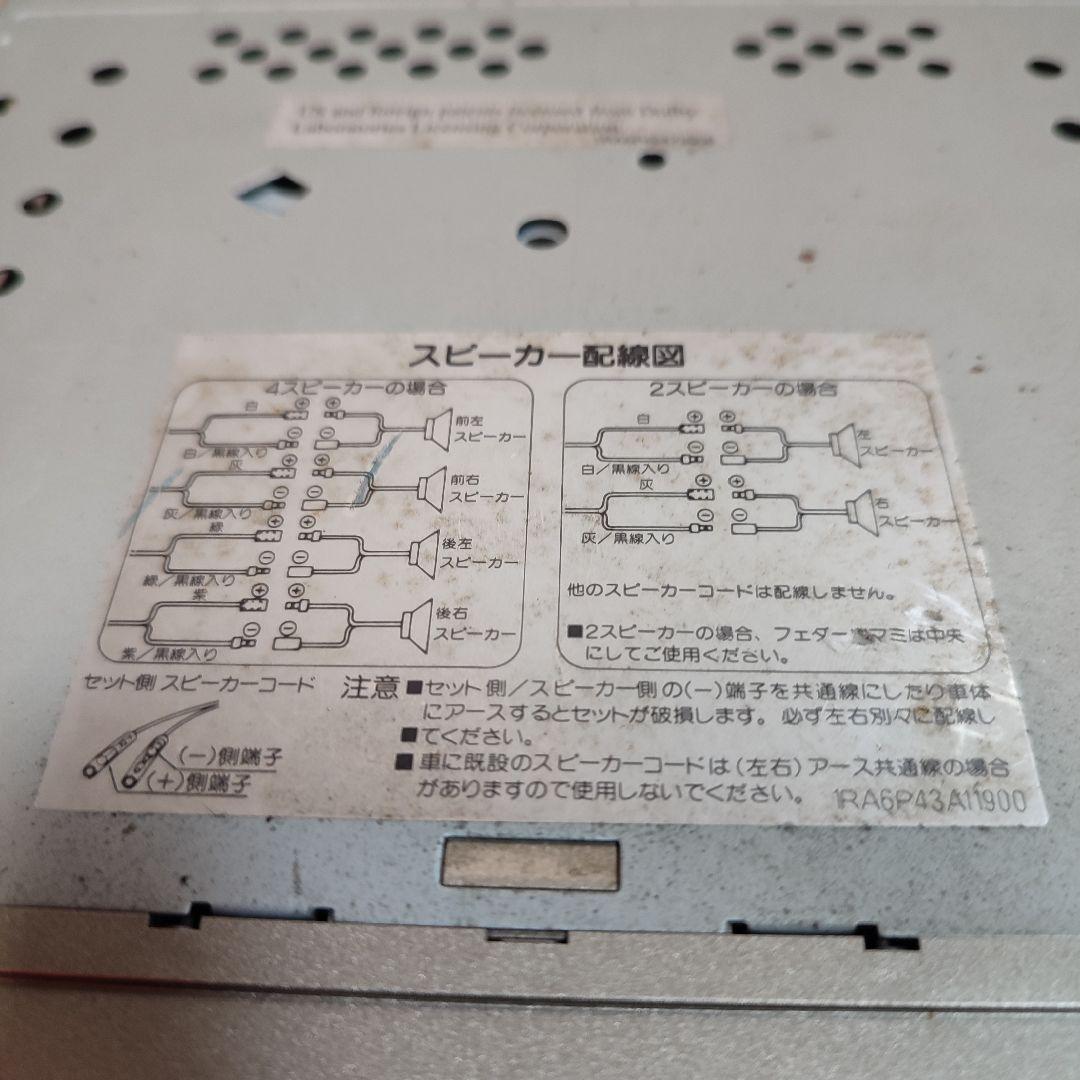 US and foreign patents licensed from Dolby
Laboratories Licensing Corporation.
スピーカー配線図
4スピーカーの場合
白
⊕ ⊕
⊖ ⊖
白/黒線入り
前左
スピーカー
灰
⊕ ⊕
⊖ ⊖
灰/黒線入り
前右
スピーカー
緑
⊕ ⊕
⊖ ⊖
緑/黒線入り
後左
スピーカー
紫
⊕ ⊕
⊖ ⊖
紫/黒線入り
後右
スピーカー
2スピーカーの場合
白
⊕ ⊕
⊖ ⊖
白/黒線入り
左
スピーカー
灰
⊕ ⊕
⊖ ⊖
灰/黒線入り
右
スピーカー
他のスピーカーコードは配線しません。
■2スピーカーの場合、フェダーツマミは中央
にしてご使用ください。
セット側 スピーカーコード
(−)側端子
(+)側端子
注意 ■セット側/スピーカー側の(−)端子を共通線にしたり車体
にアースするとセットが破損します。必ず左右別々に配線し
■てください。
■車に既設のスピーカーコードは(左右)アース共通線の場合
がありますので使用しないでください。 1RA6P43A11900